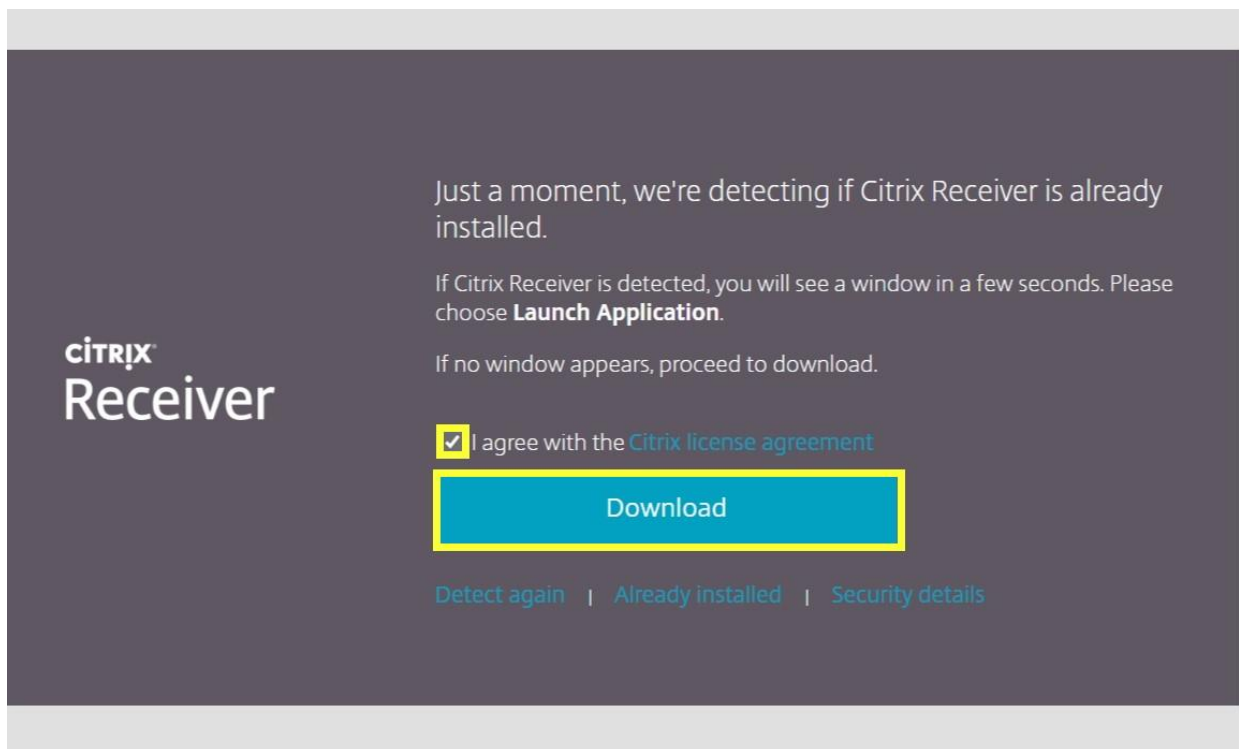 Just a moment, we're detecting if Citrix Receiver is already
installed.
If Citrix Receiver is detected, you will see a window in a few seconds. Please
choose Launch Application.
If no window appears, proceed to download.
CİTRİX
Receiver
I agree with the Citrix license agreement
Download
Detect again | Already installed | Security details